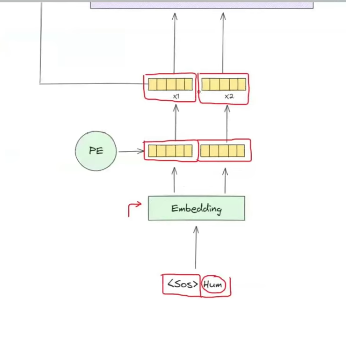 x1 x2
PE
Embedding
<Sos> Hum